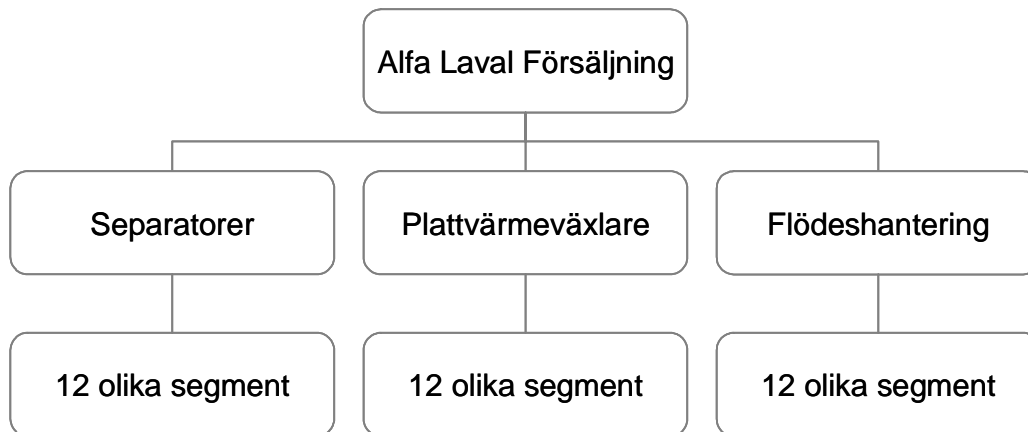 Alfa Laval Försäljning
Separatorer
Plattvärmeväxlare
Flödeshantering
12 olika segment
12 olika segment
12 olika segment